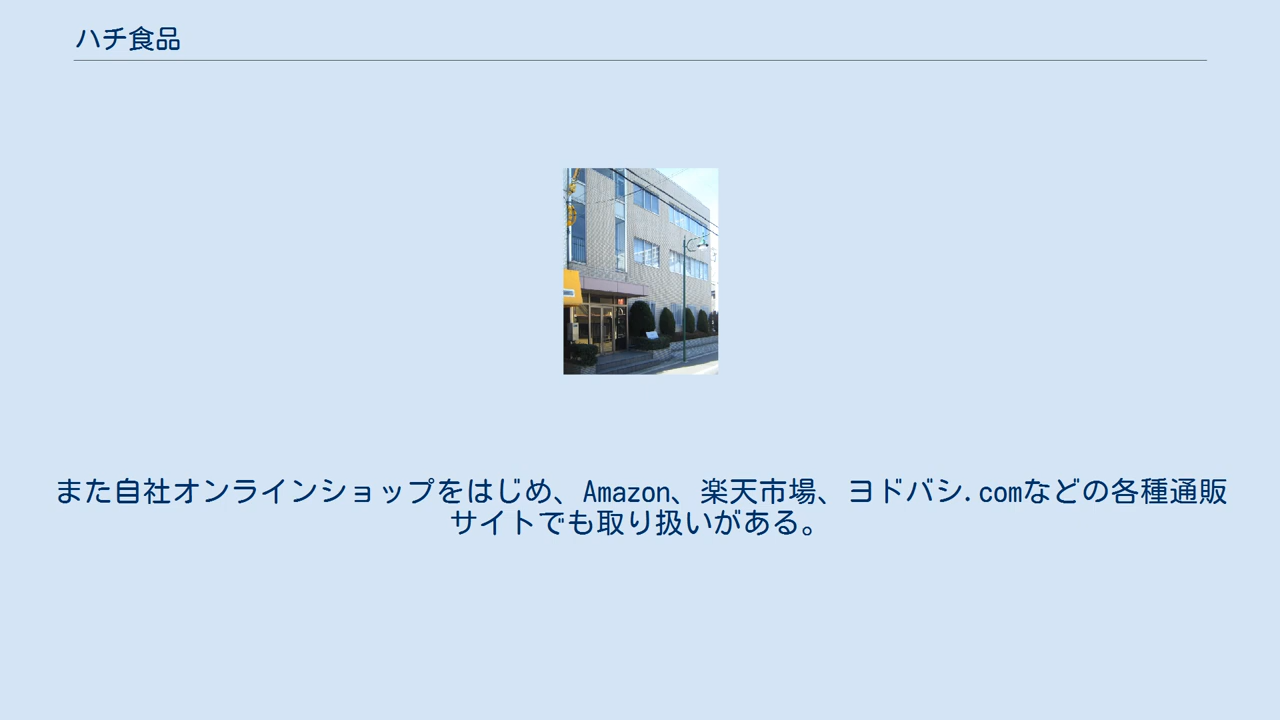 ハチ食品
また自社オンラインショップをはじめ、Amazon、楽天市場、ヨドバシ.comなどの各種通販
サイトでも取り扱いがある。